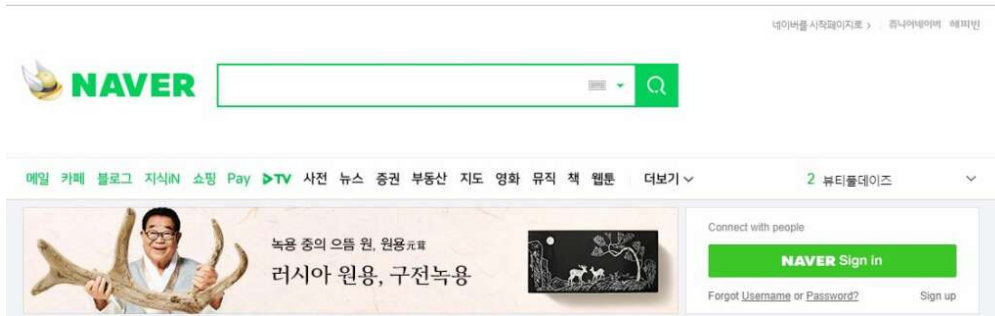 네이버를 시작페이지로 › 쥬니어네이버 해피빈
NAVER
메일 카페 블로그 지식iN 쇼핑 Pay TV 사전 뉴스 증권 부동산 지도 영화 뮤직 책 웹툰 더보기
2 뷰티풀데이즈
녹용 중의 으뜸 원, 원용元茸
러시아 원용, 구전녹용
Connect with people
NAVER Sign in
Forgot Username or Password? Sign up